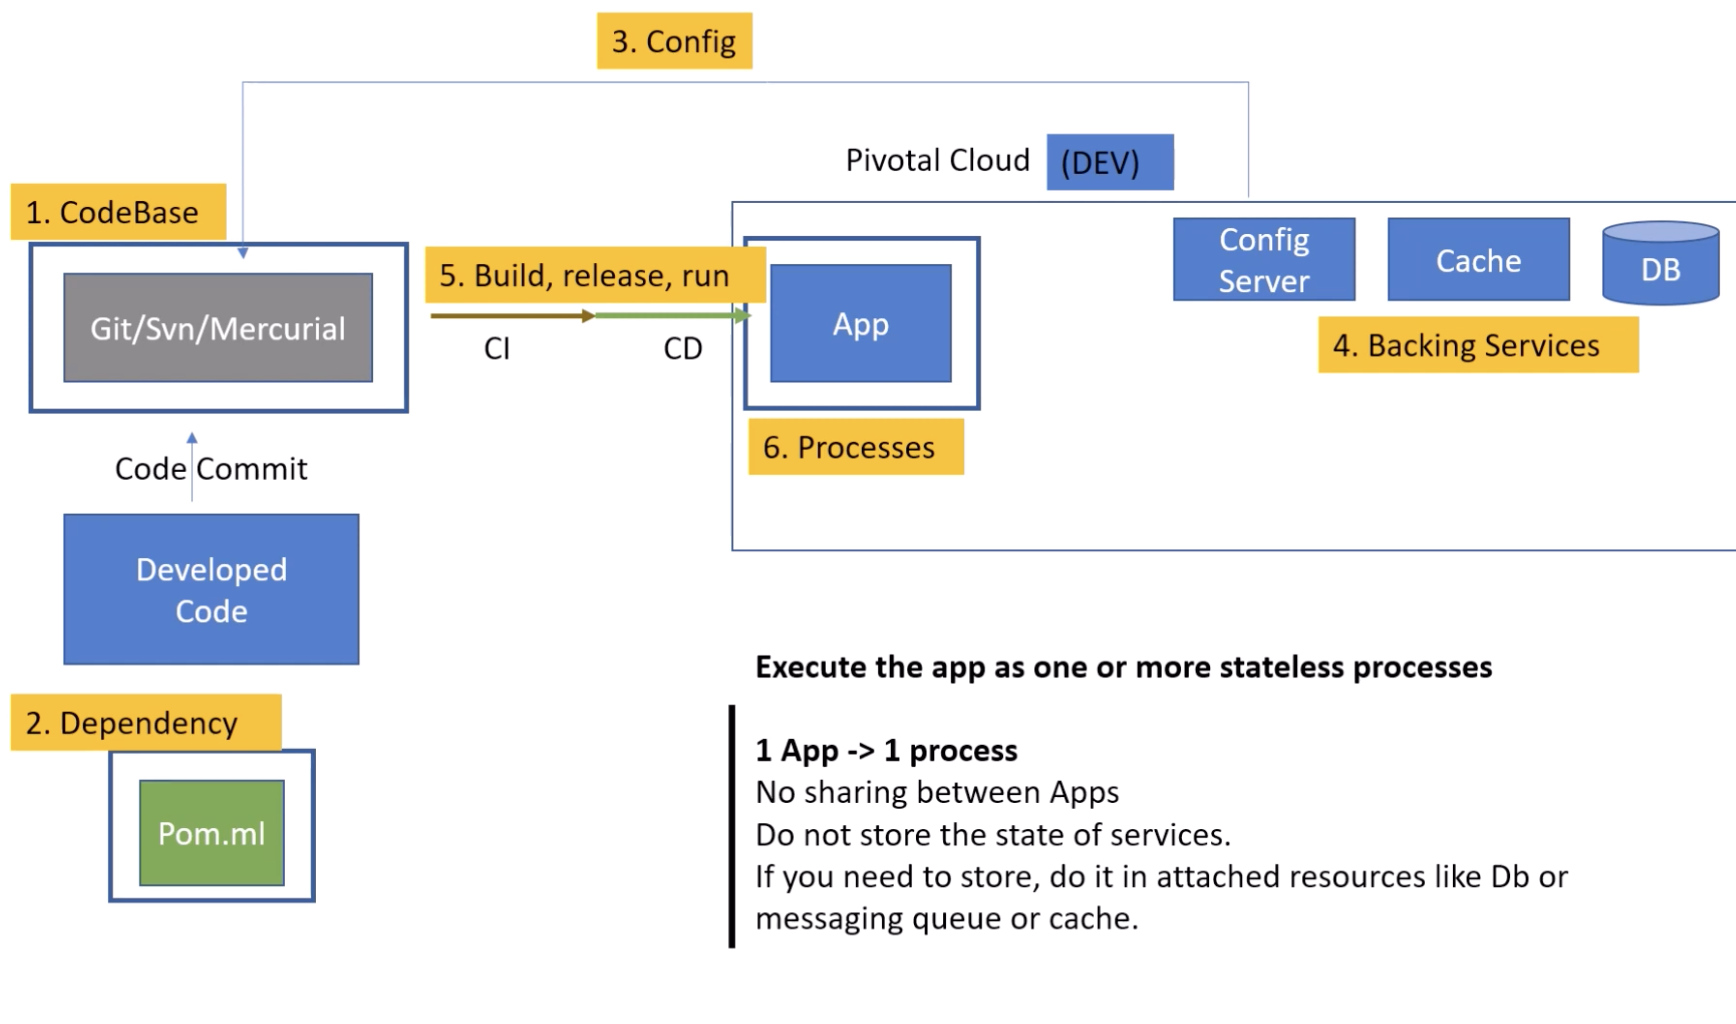 3. Config
Pivotal Cloud (DEV)
1. CodeBase
Git/Svn/Mercurial
5. Build, release, run
CI
CD
App
Config
Server
Cache
DB
4. Backing Services
6. Processes
Code Commit
Developed
Code
2. Dependency
Pom.ml
Execute the app as one or more stateless processes
1 App -> 1 process
No sharing between Apps
Do not store the state of services.
If you need to store, do it in attached resources like Db or
messaging queue or cache.